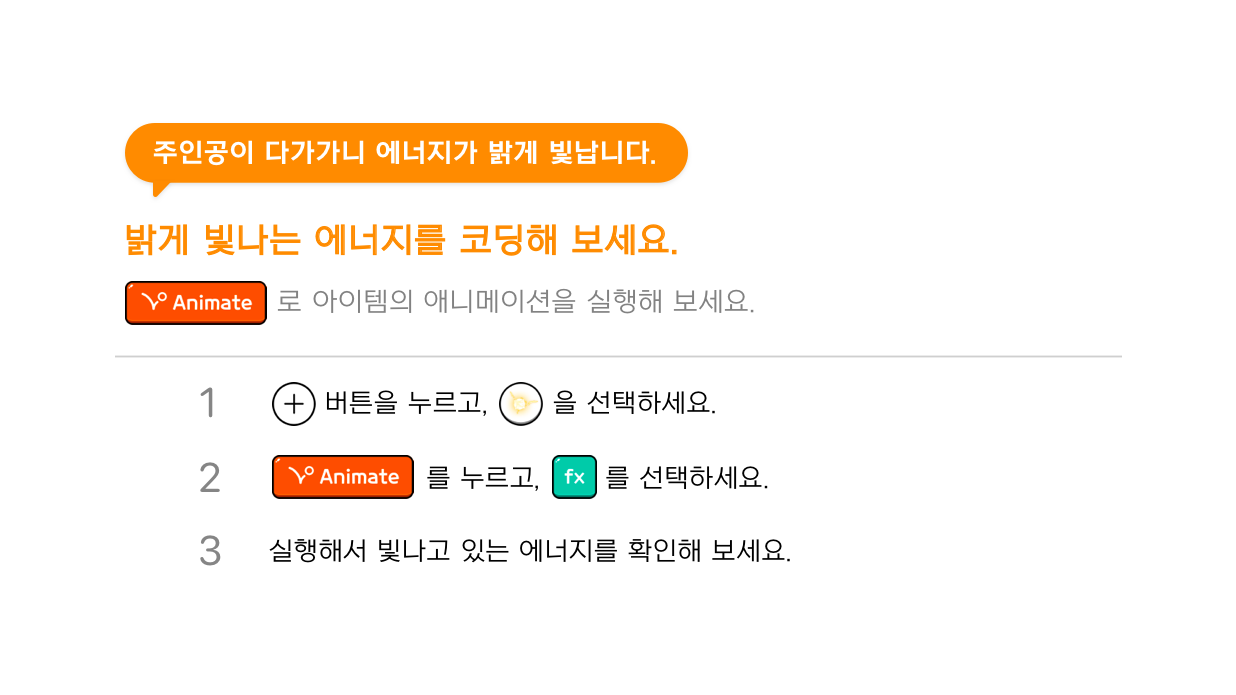 주인공이 다가가니 에너지가 밝게 빛납니다.
밝게 빛나는 에너지를 코딩해 보세요.
Animate 로 아이템의 애니메이션을 실행해 보세요.
1 버튼을 누르고, 을 선택하세요.
2 Animate 를 누르고, fx 를 선택하세요.
3 실행해서 빛나고 있는 에너지를 확인해 보세요.